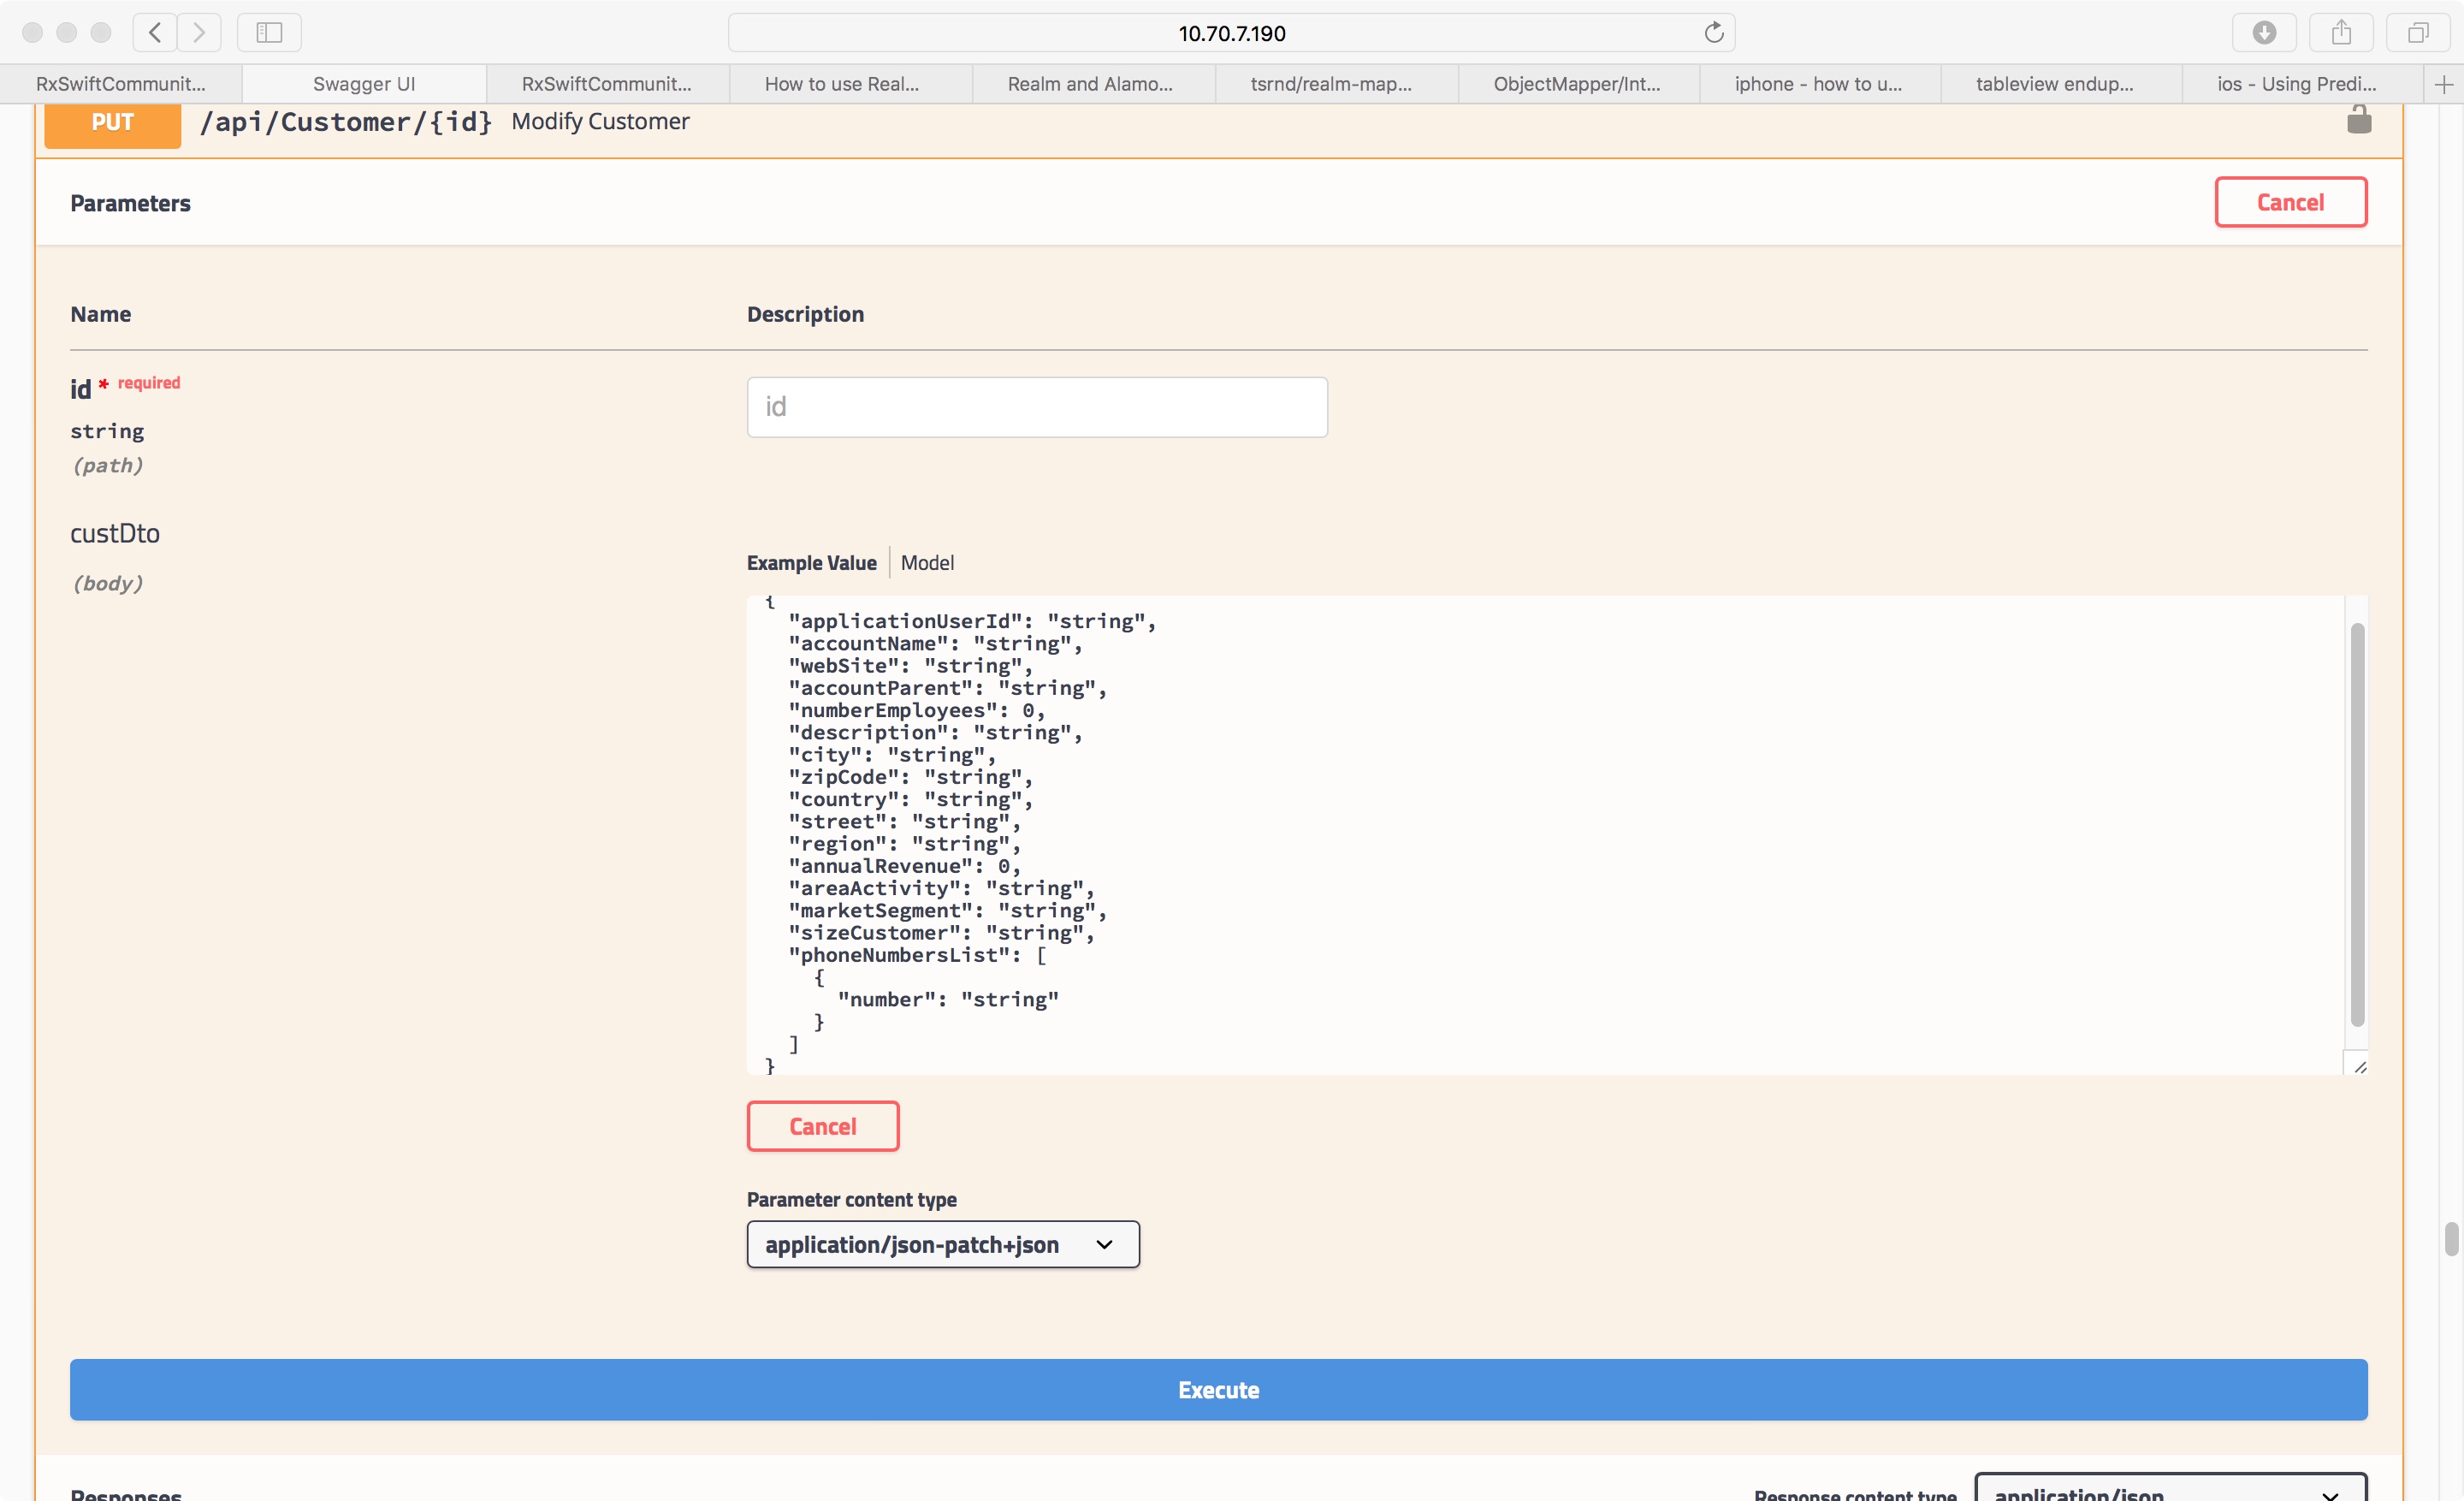 10.70.7.190
RxSwiftCommunit...
Swagger UI
RxSwiftCommunit...
How to use Real...
Realm and Alamo...
tsrnd/realm-map...
ObjectMapper/Int...
iphone - how to u...
tableview endup...
ios - Using Predi...
PUT /api/Customer/{id} Modify Customer
Parameters
Cancel
Name
Description
id * required
string
(path)
id
custDto
(body)
Example Value | Model
{
"applicationUserId": "string",
"accountName": "string",
"webSite": "string",
"accountParent": "string",
"numberEmployees": 0,
"description": "string",
"city": "string",
"zipCode": "string",
"country": "string",
"street": "string",
"region": "string",
"annualRevenue": 0,
"areaActivity": "string",
"marketSegment": "string",
"sizeCustomer": "string",
"phoneNumbersList": [
{
"number": "string"
}
]
}
Cancel
Parameter content type
application/json-patch+json
Execute
Responses
Response content type
application/json